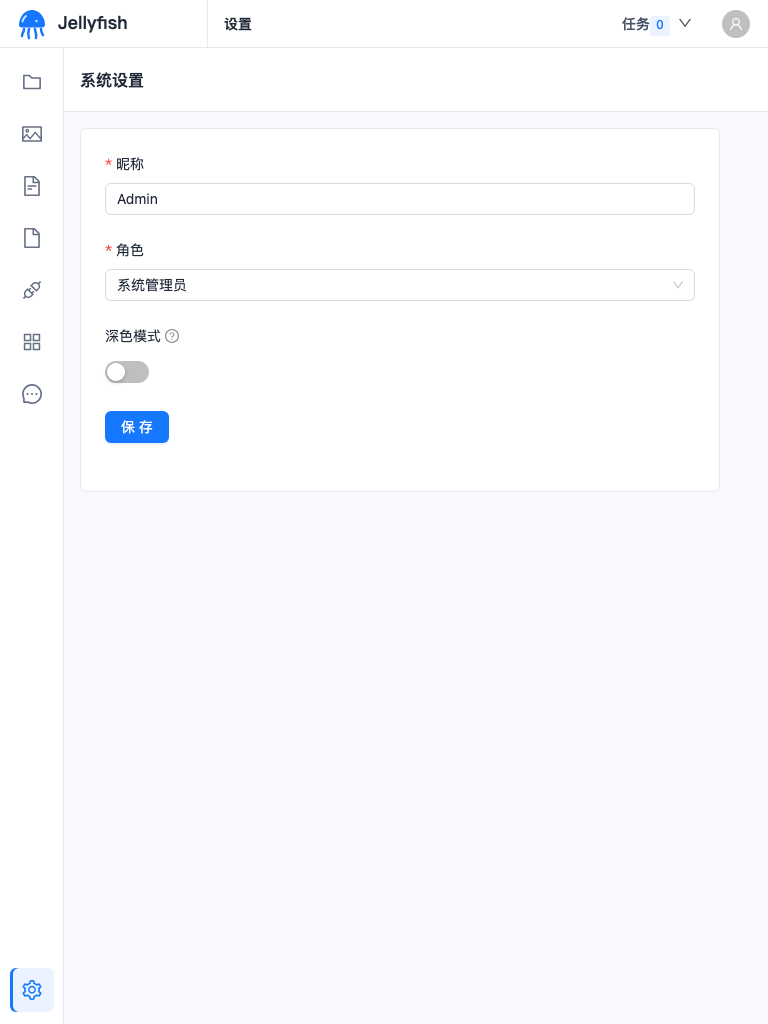 Jellyfish
设置
任务 0
系统设置
* 昵称
Admin
* 角色
系统管理员
深色模式
保 存